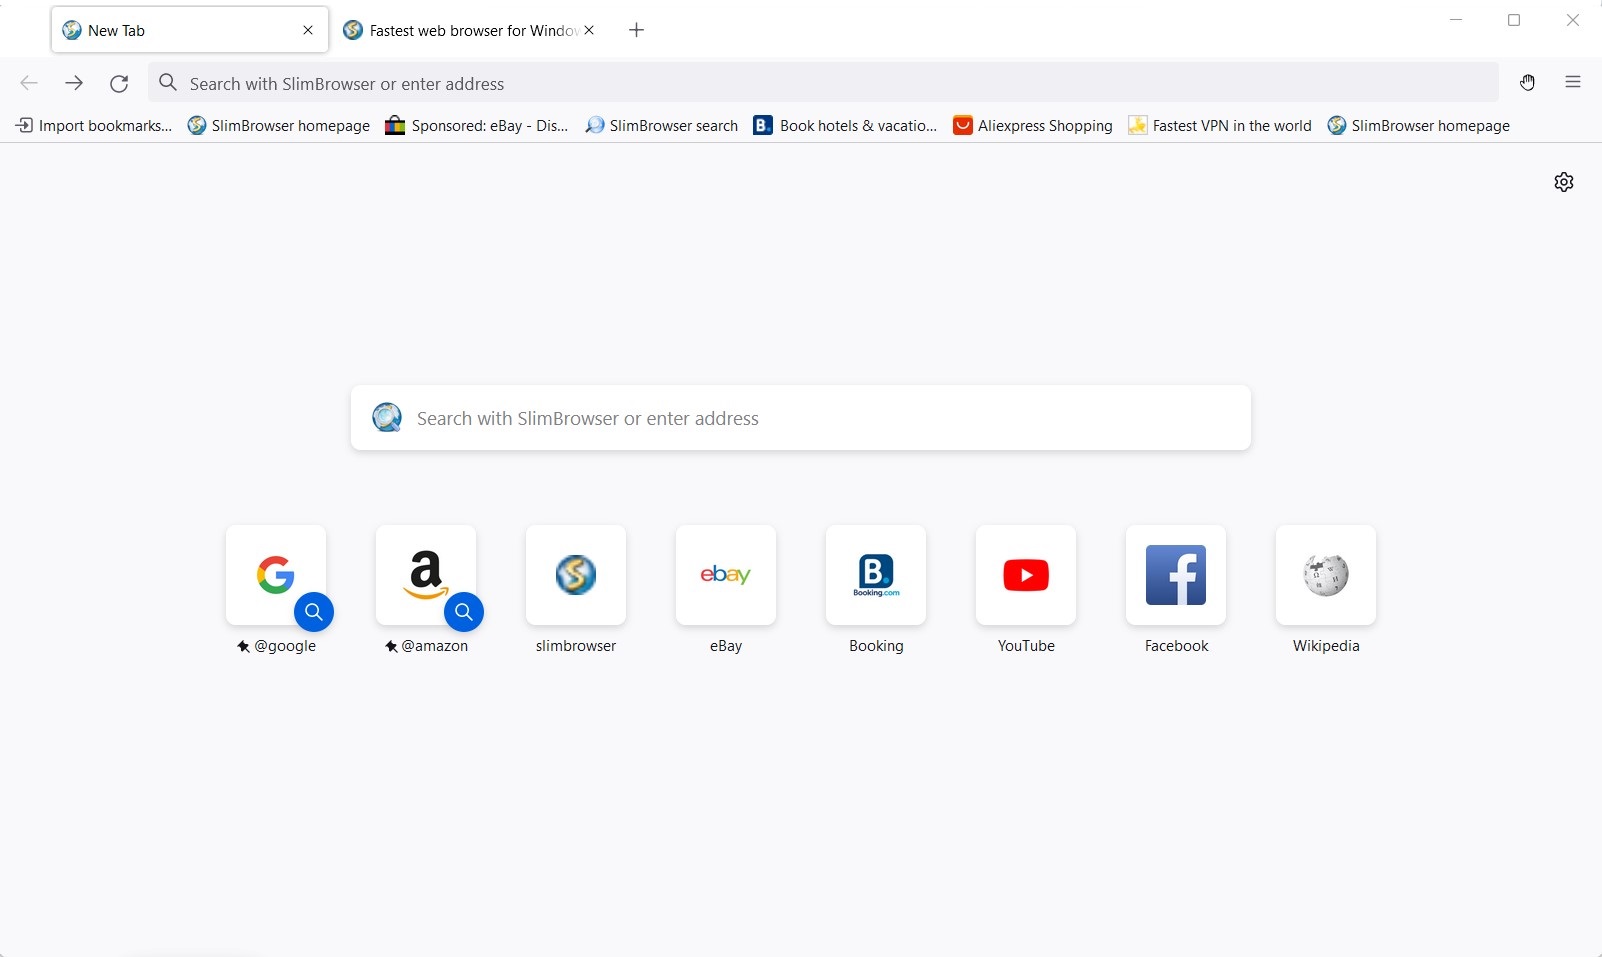 New Tab
Fastest web browser for Windo
Search with SlimBrowser or enter address
Import bookmarks...
SlimBrowser homepage
Sponsored: eBay - Dis...
SlimBrowser search
B.
Book hotels & vacatio...
Aliexpress Shopping
Fastest VPN in the world
SlimBrowser homepage
Search with SlimBrowser or enter address
G
a
S
ebay
B.
Booking.com
f
@google
@amazon
slimbrowser
eBay
Booking
YouTube
Facebook
Wikipedia